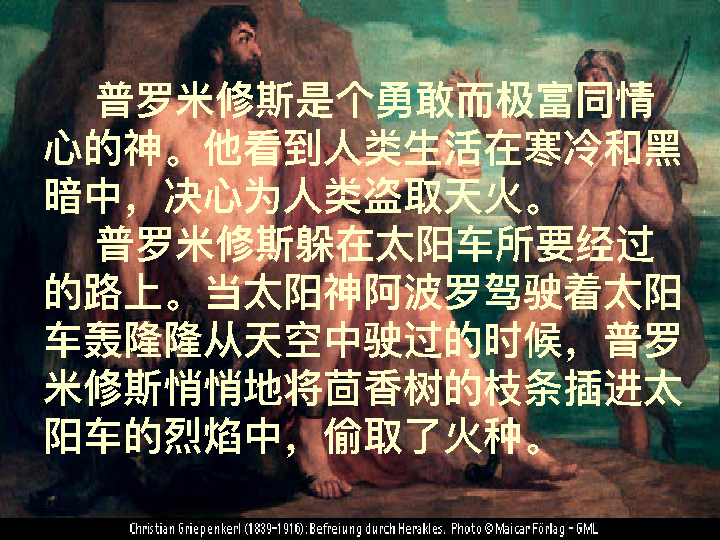 普罗米修斯是个勇敢而极富同情
心的神。他看到人类生活在寒冷和黑
暗中，决心为人类盗取天火。
普罗米修斯躲在太阳车所要经过
的路上。当太阳神阿波罗驾驶着太阳
车轰隆隆从天空中驶过的时候，普罗
米修斯悄悄地将茴香树的枝条插进太
阳车的烈焰中，偷取了火种。
Christian Griepenkerl (1839-1916): Befreiung durch Herakles. Photo © Maicar Förlag - GML